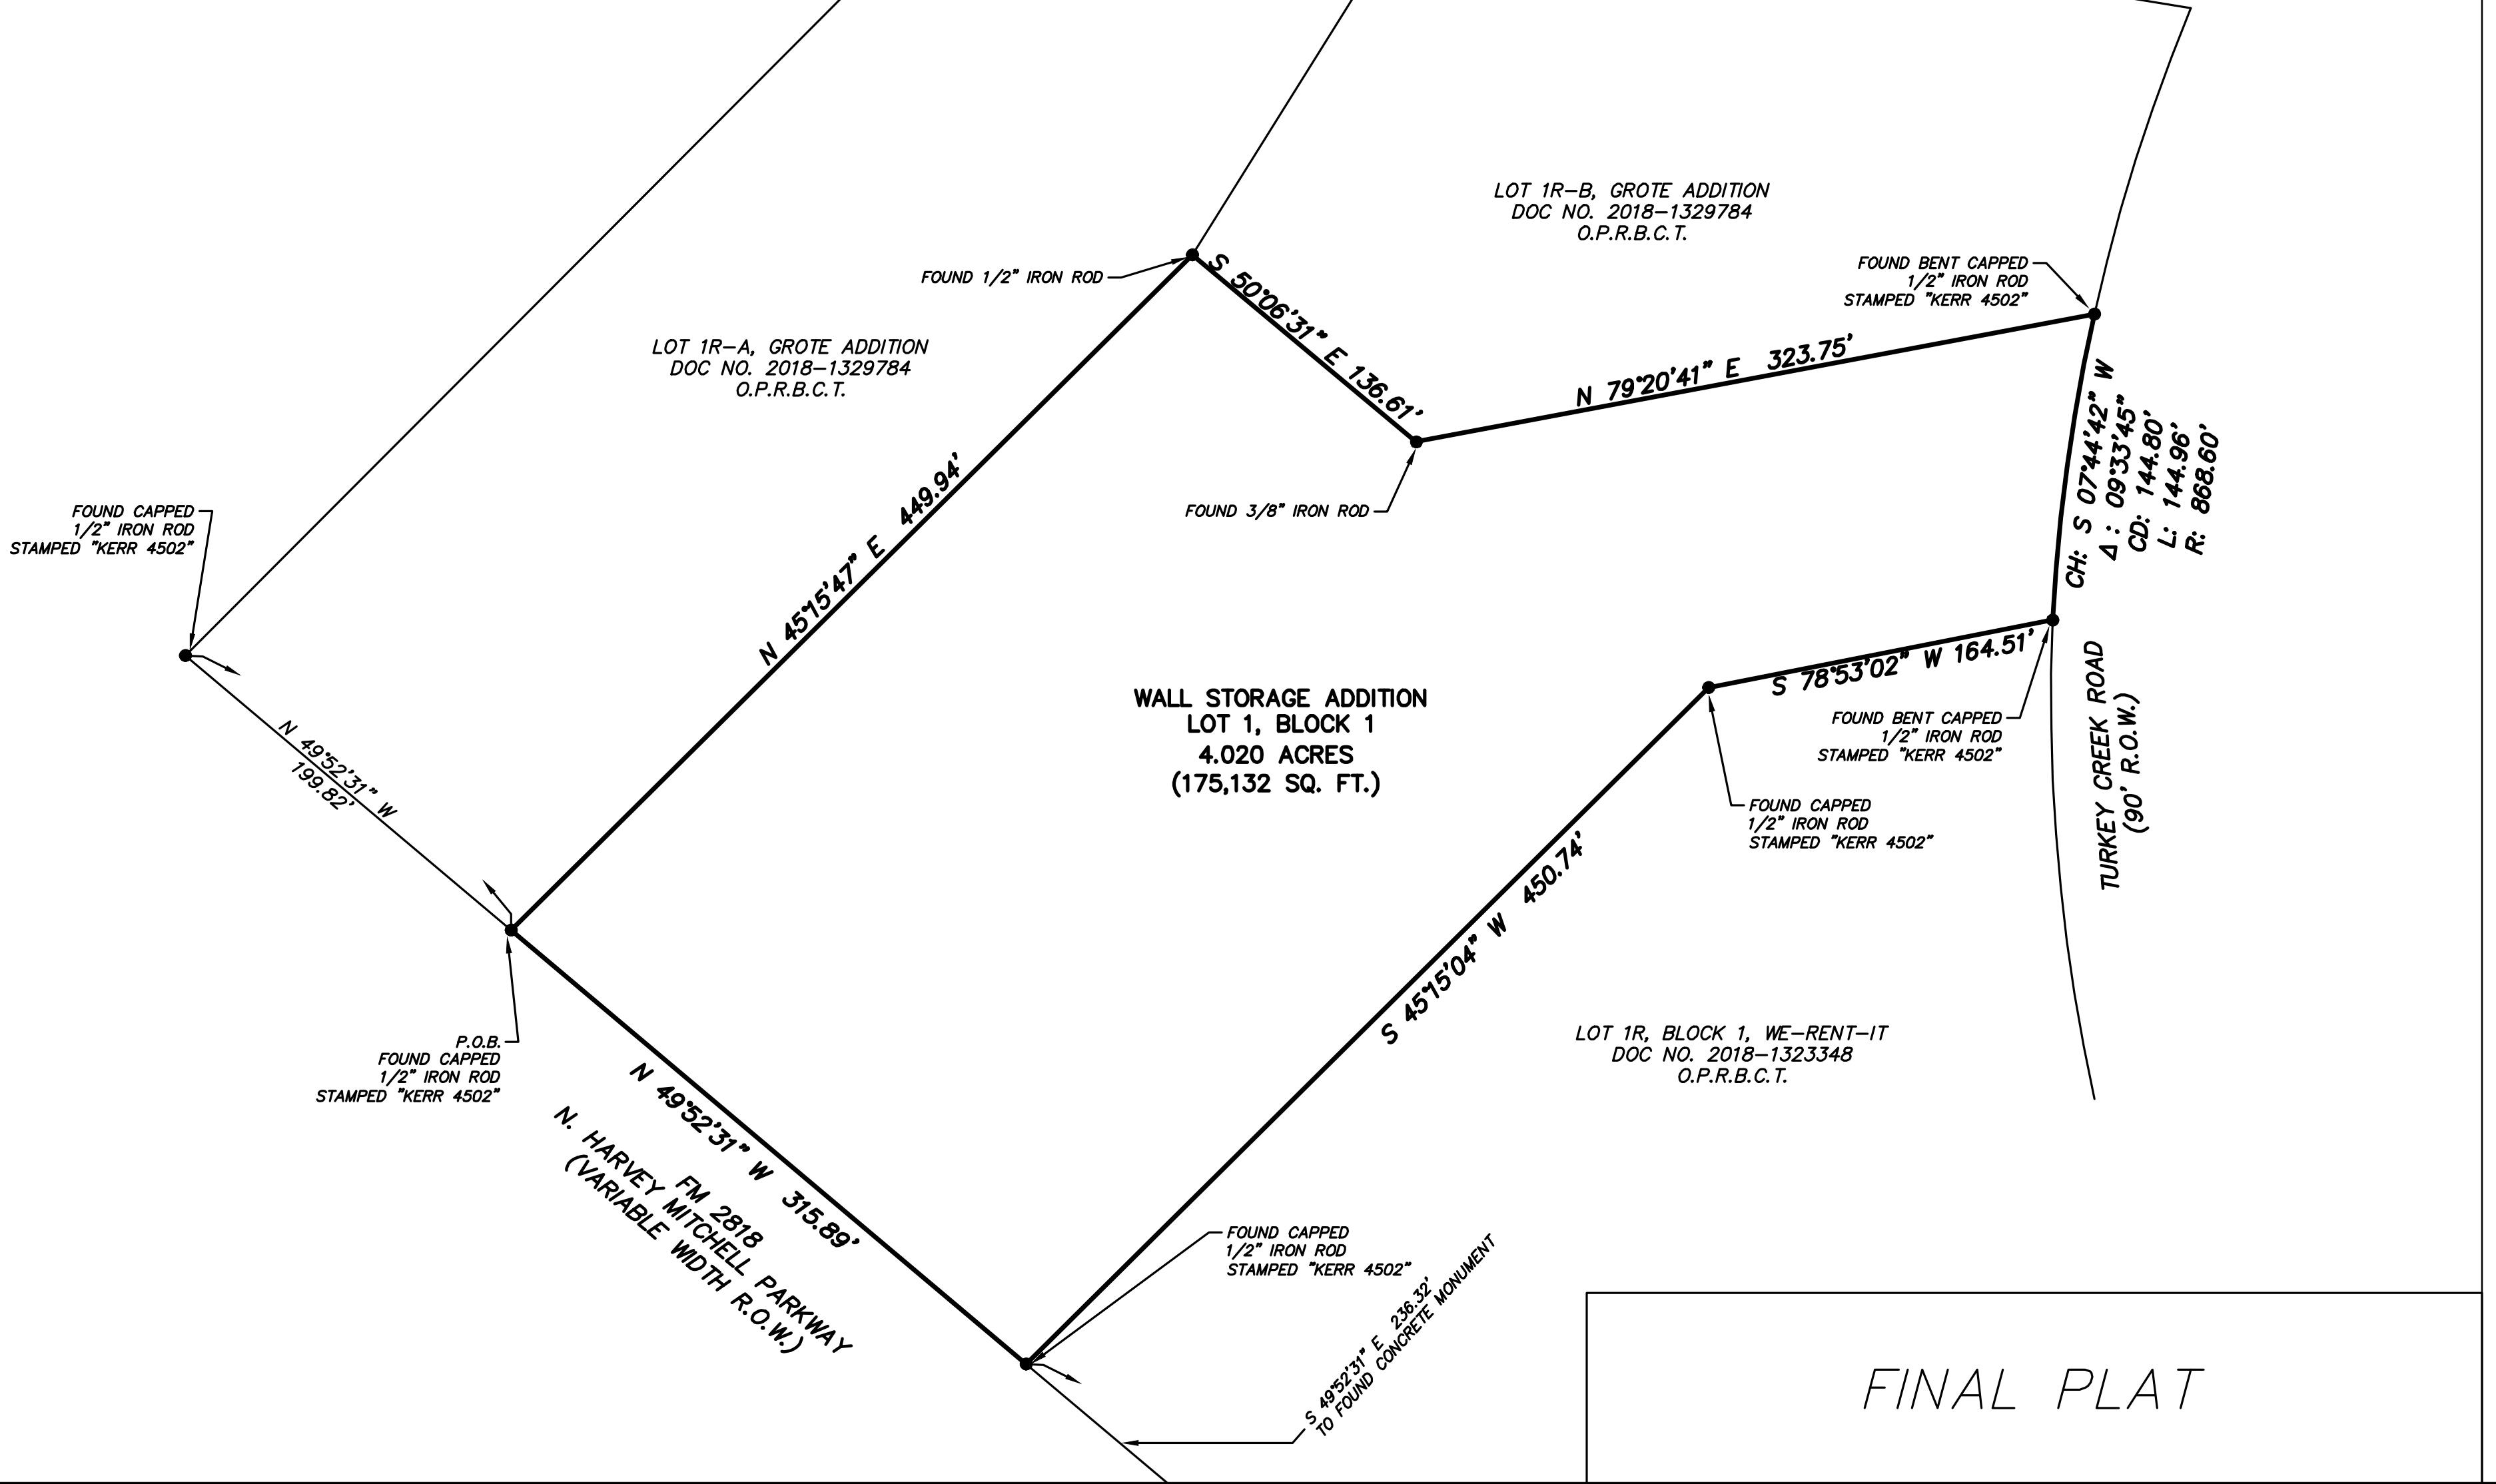 LOT 1R-B, GROTE ADDITION
DOC NO. 2018-1329784
O.P.R.B.C.T.
FOUND 1/2" IRON ROD
S 50°06'31" E 136.61'
FOUND BENT CAPPED
1/2" IRON ROD
STAMPED "KERR 4502"
LOT 1R-A, GROTE ADDITION
DOC NO. 2018-1329784
O.P.R.B.C.T.
N 79°20'41" E 323.75'
CH: S 07°44'42" W
Δ : 09°33'45"
CD: 144.80'
L: 144.96'
R: 868.60'
N 45°15'47" E 449.94'
FOUND 3/8" IRON ROD
FOUND CAPPED
1/2" IRON ROD
STAMPED "KERR 4502"
WALL STORAGE ADDITION
LOT 1, BLOCK 1
4.020 ACRES
(175,132 SQ. FT.)
S 78°53'02" W 164.51'
FOUND BENT CAPPED
1/2" IRON ROD
STAMPED "KERR 4502"
TURKEY CREEK ROAD
(90' R.O.W.)
N 49°52'31" W
199.82'
FOUND CAPPED
1/2" IRON ROD
STAMPED "KERR 4502"
S 45°15'04" W 450.74'
P.O.B.
FOUND CAPPED
1/2" IRON ROD
STAMPED "KERR 4502"
N 49°52'31" W 315.89'
LOT 1R, BLOCK 1, WE-RENT-IT
DOC NO. 2018-1323348
O.P.R.B.C.T.
FM 2818
N. HARVEY MITCHELL PARKWAY
(VARIABLE WIDTH R.O.W.)
FOUND CAPPED
1/2" IRON ROD
STAMPED "KERR 4502"
S 49°52'31" E 236.32'
TO FOUND CONCRETE MONUMENT
FINAL PLAT